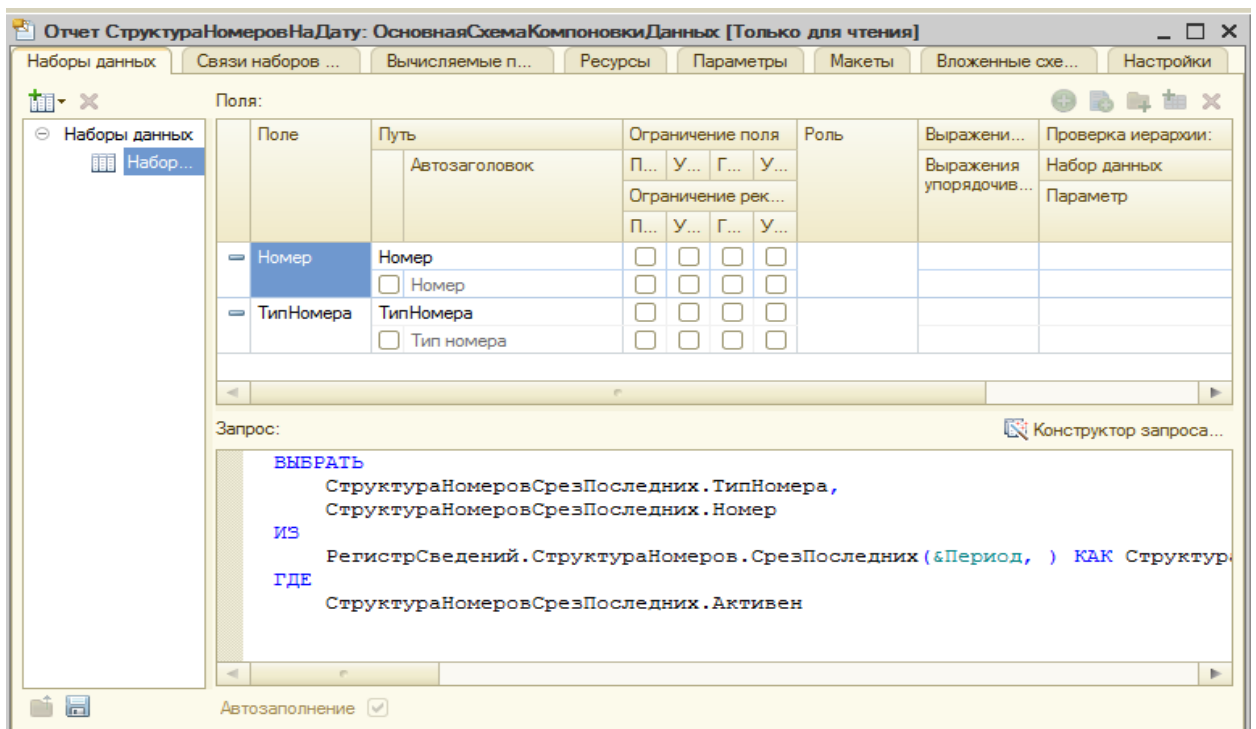 Отчет СтруктураНомеровНаДату: ОсновнаяСхемаКомпоновкиДанных [Только для чтения]
Наборы данных Связи наборов ... Вычисляемые п... Ресурсы Параметры Макеты Вложенные схе... Настройки
Поля:
Наборы данных
Набор...
Поле Путь Ограничение поля Роль Выражени... Проверка иерархии:
Автозаголовок П... У... Г... У... Выражения упорядочив... Набор данных
Ограничение рек... Параметр
П... У... Г... У...
Номер Номер
Номер
ТипНомера ТипНомера
Тип номера
Запрос: Конструктор запроса...
ВЫБРАТЬ
СтруктураНомеровСрезПоследних.ТипНомера,
СтруктураНомеровСрезПоследних.Номер
ИЗ
РегистрСведений.СтруктураНомеров.СрезПоследних(&Период, ) КАК Структур
ГДЕ
СтруктураНомеровСрезПоследних.Активен
Автозаполнение